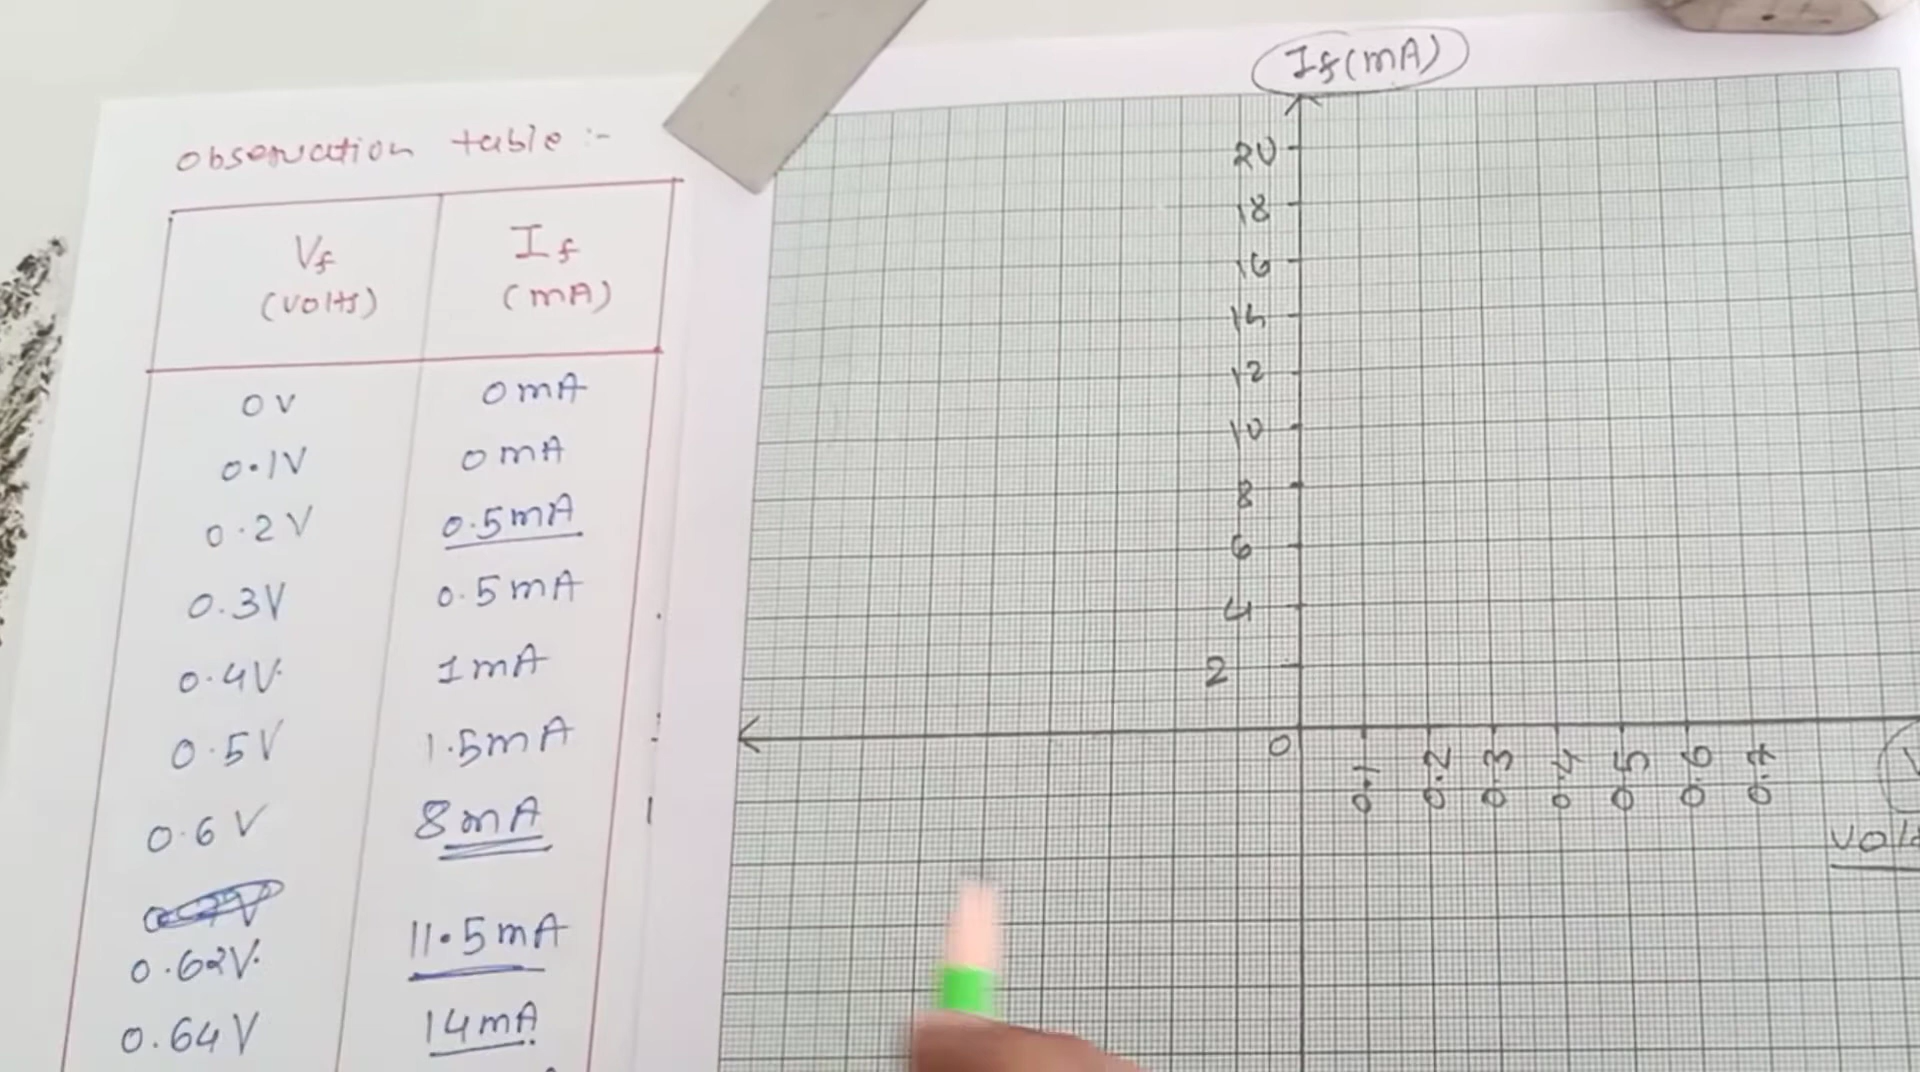 Observation table :-
Vf If
(volts) (mA)
0V 0mA
0.1V 0mA
0.2V 0.5mA
0.3V 0.5mA
0.4V. 1mA
0.5V 1.5mA
0.6V 8mA
0.62V. 11.5mA
0.64V 14mA.
If(mA)
20
18
16
14
12
10
8
6
4
2
0 0.1 0.2 0.3 0.4 0.5 0.6 0.7